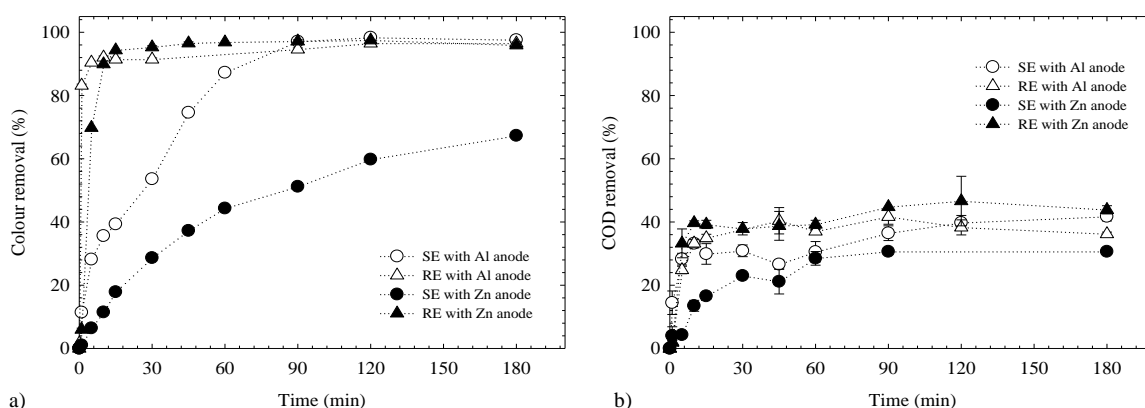 100
80
60
40
20
0
Colour removal (%)
0 30 60 90 120 150 180
Time (min)
SE with Al anode
RE with Al anode
SE with Zn anode
RE with Zn anode
a)
100
80
60
40
20
0
COD removal (%)
0 30 60 90 120 150 180
Time (min)
SE with Al anode
RE with Al anode
SE with Zn anode
RE with Zn anode
b)